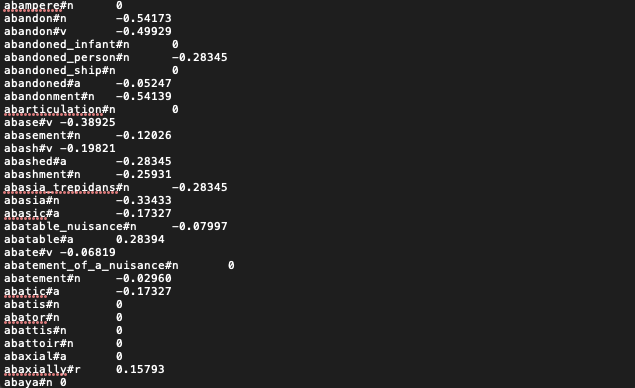 abampere#n	0
abandon#n	-0.54173
abandon#v	-0.49929
abandoned_infant#n	0
abandoned_person#n	-0.28345
abandoned_ship#n	0
abandoned#a	-0.05247
abandonment#n	-0.54139
abarticulation#n	0
abase#v	-0.38925
abasement#n	-0.12026
abash#v	-0.19821
abashed#a	-0.28345
abashment#n	-0.25931
abasia_trepidans#n	-0.28345
abasia#n	-0.33433
abasic#a	-0.17327
abatable_nuisance#n	-0.07997
abatable#a	0.28394
abate#v	-0.06819
abatement_of_a_nuisance#n	0
abatement#n	-0.02960
abatic#a	-0.17327
abatis#n	0
abator#n	0
abattis#n	0
abattoir#n	0
abaxial#a	0
abaxially#r	0.15793
abaya#n	0